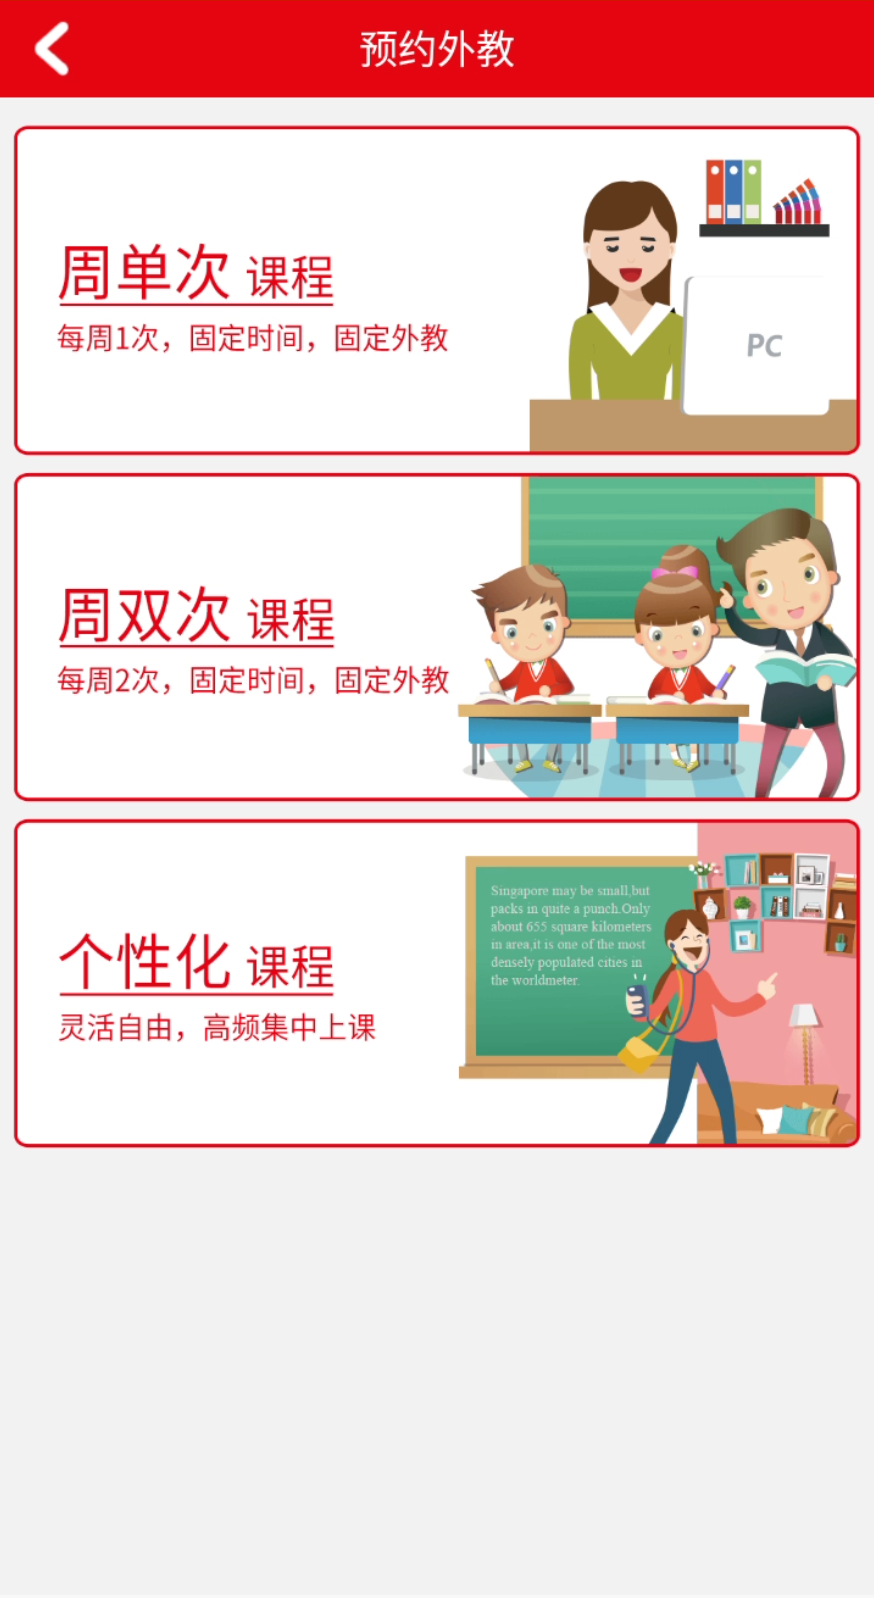 预约外教
周单次 课程
每周1次，固定时间，固定外教
PC
周双次 课程
每周2次，固定时间，固定外教
个性化 课程
灵活自由，高频集中上课
Singapore may be small,but
packs in quite a punch.Only
about 655 square kilometers
in area,it is one of the most
densely populated cities in
the worldmeter.